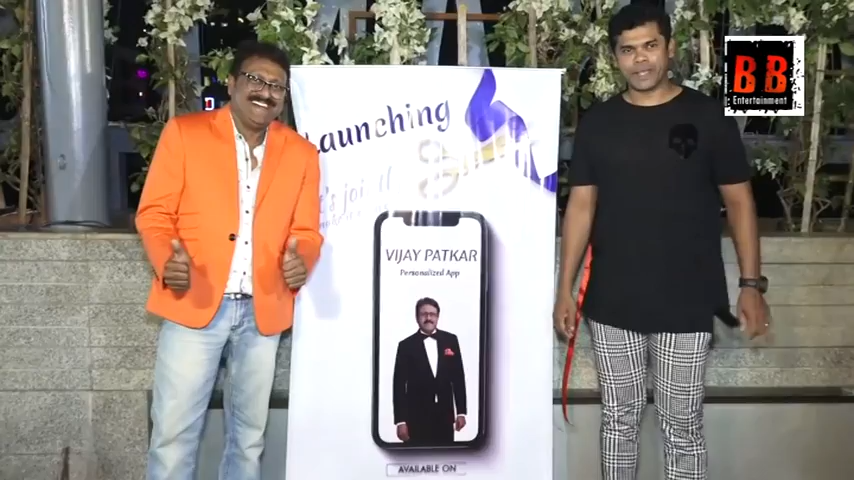 BB
Entertainment
Launching
VIJAY PATKAR
Personalized App
AVAILABLE ON